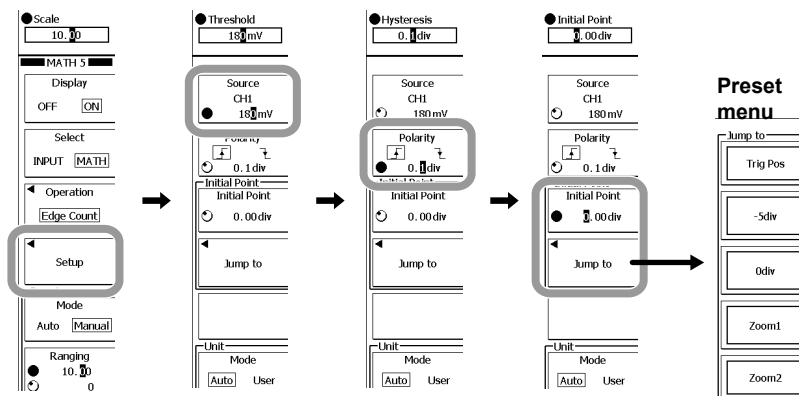 Scale
10.00
MATH 5
Display
OFF ON
Select
INPUT MATH
Operation
Edge Count
Setup
Mode
Auto Manual
Ranging
10.00
0
Threshold
180mV
Source
CH1
180mV
Polarity
0.1div
Initial Point
Initial Point
0.00div
Jump to
Unit
Mode
Auto User
Hysteresis
0.1div
Source
CH1
180mV
Polarity
0.1div
Initial Point
Initial Point
0.00div
Jump to
Unit
Mode
Auto User
Initial Point
0.00div
Source
CH1
180mV
Polarity
0.1div
Initial Point
Initial Point
0.00div
Jump to
Unit
Mode
Auto User
Preset
menu
Jump to
Trig Pos
-5div
0div
Zoom1
Zoom2